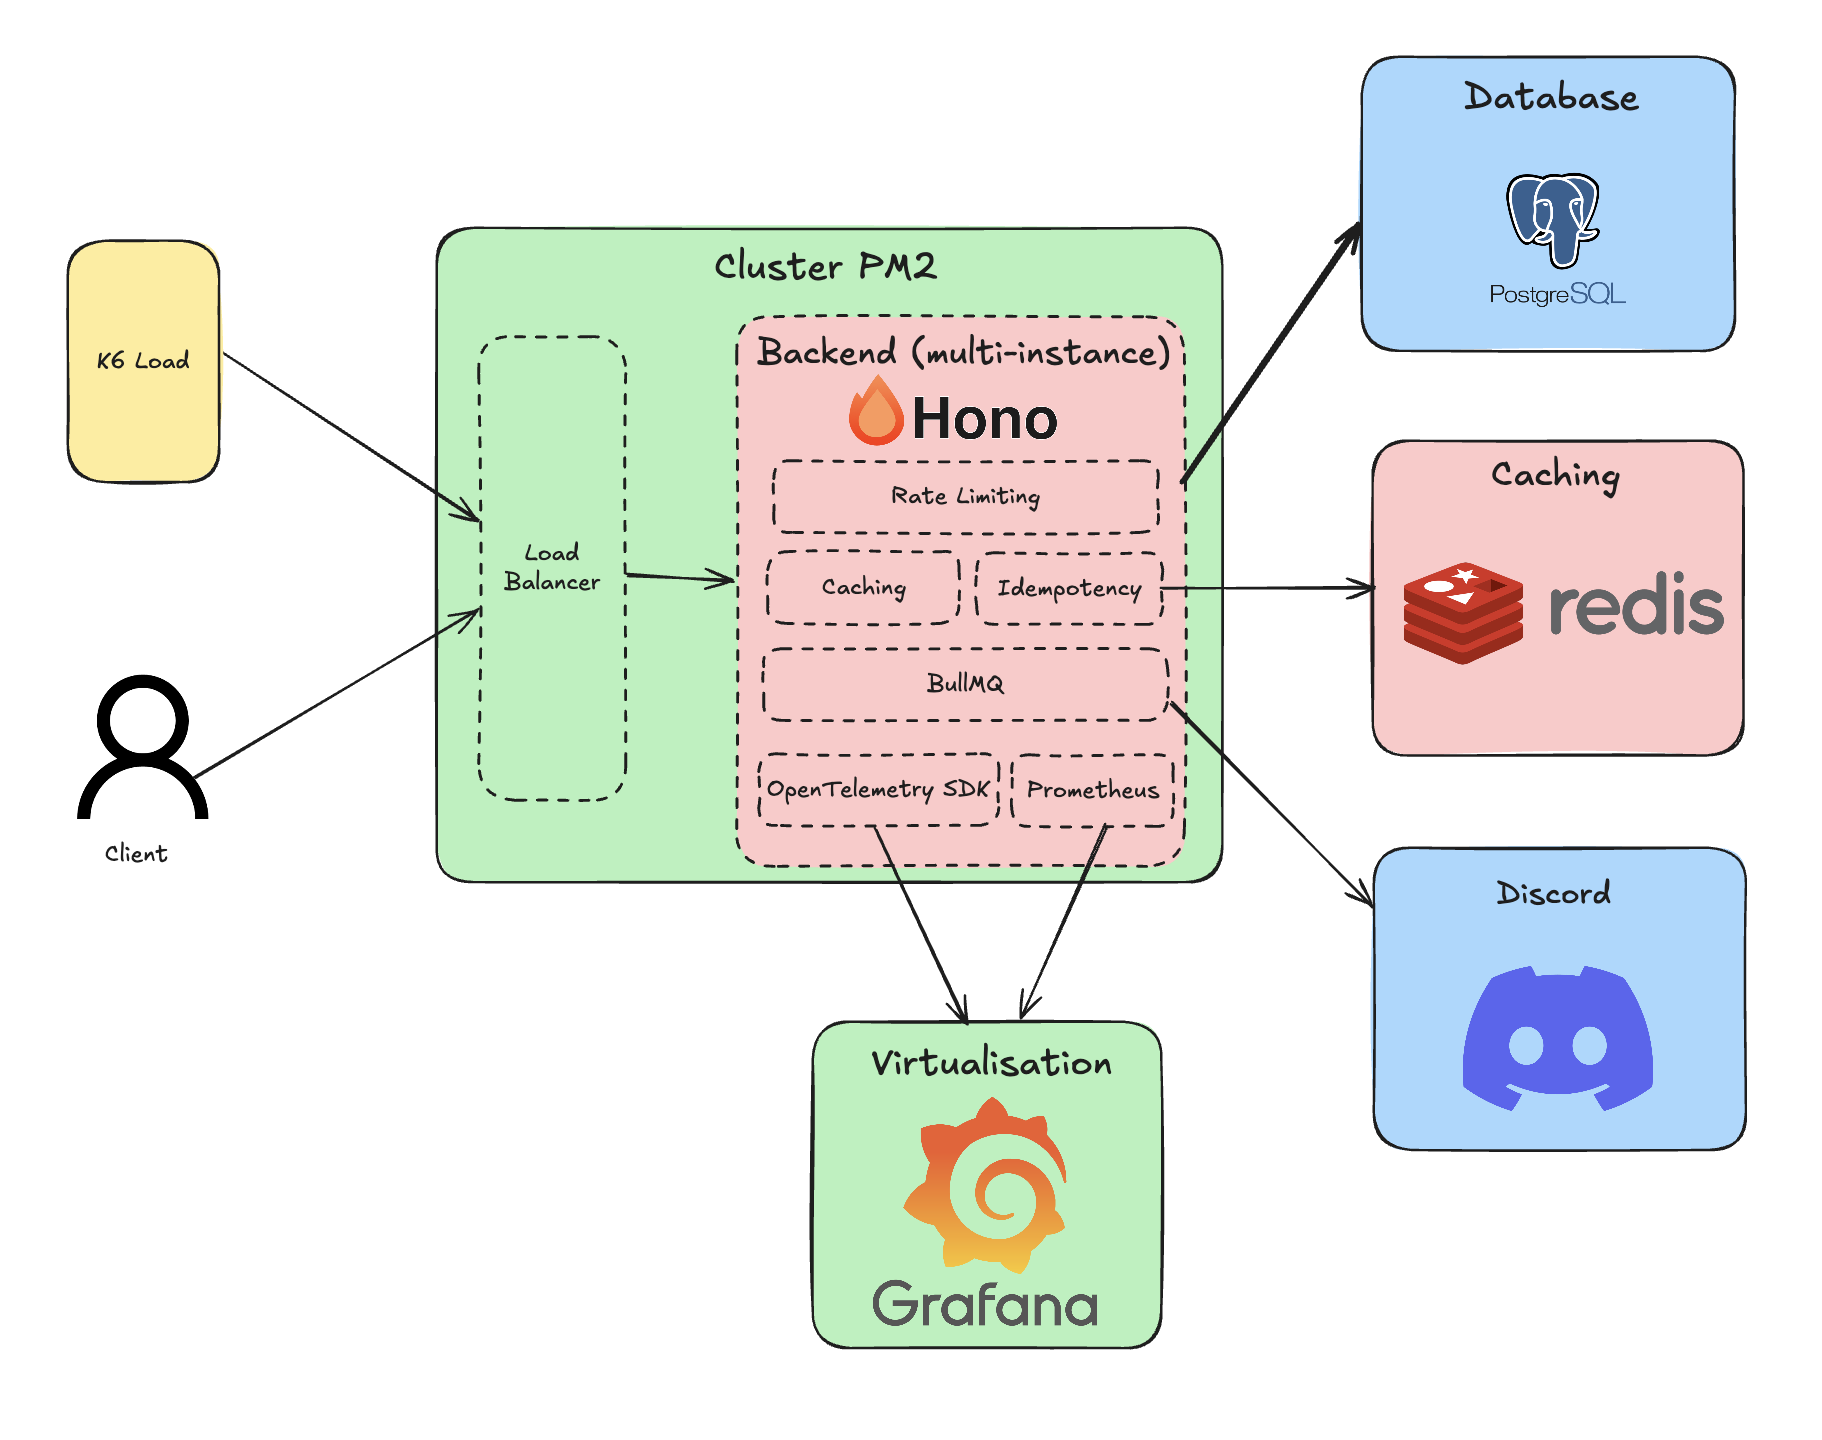 Database
PostgreSQL
Cluster PM2
K6 Load
Backend (multi-instance)
Hono
Rate Limiting
Caching
redis
Load
Balancer
Caching
Idempotency
BullMQ
OpenTelemetry SDK
Prometheus
Client
Discord
Virtualisation
Grafana